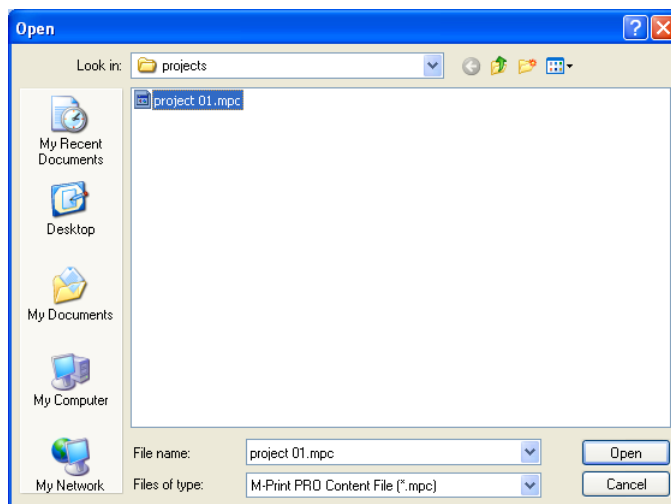 Open
Look in:
projects
project 01.mpc
My Recent
Documents
Desktop
My Documents
My Computer
My Network
File name:
project 01.mpc
Open
Files of type:
M-Print PRO Content File (*.mpc)
Cancel